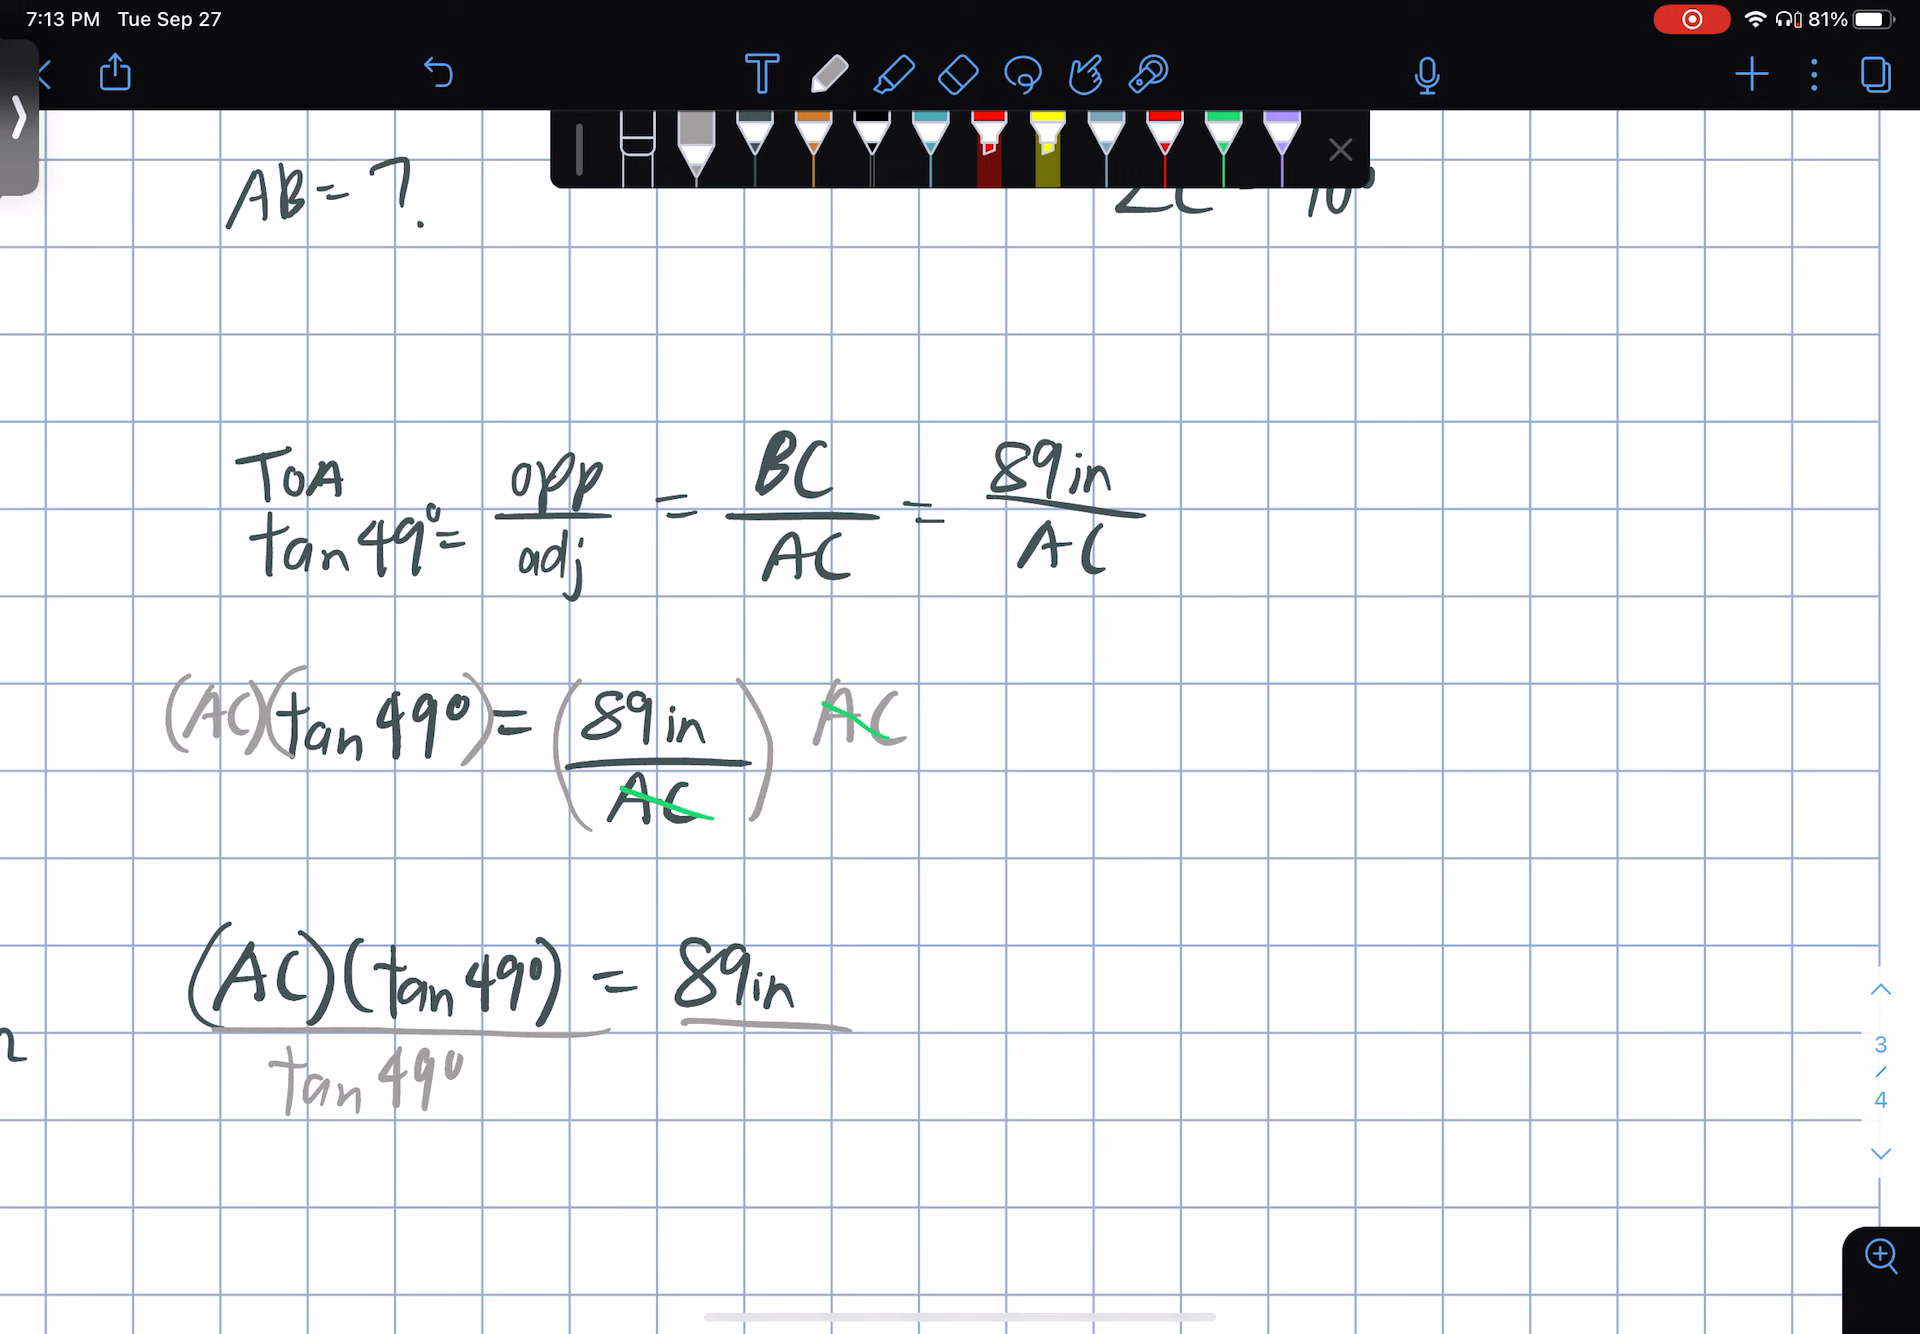 7:13 PM Tue Sep 27
81%
AB = ?
TOA
tan 49° = opp/adj = BC/AC = 89in/AC
(AC)(tan 49°) = (89in/AC) AC
(AC)(tan 49°) = 89in
tan 49°
3
/
4